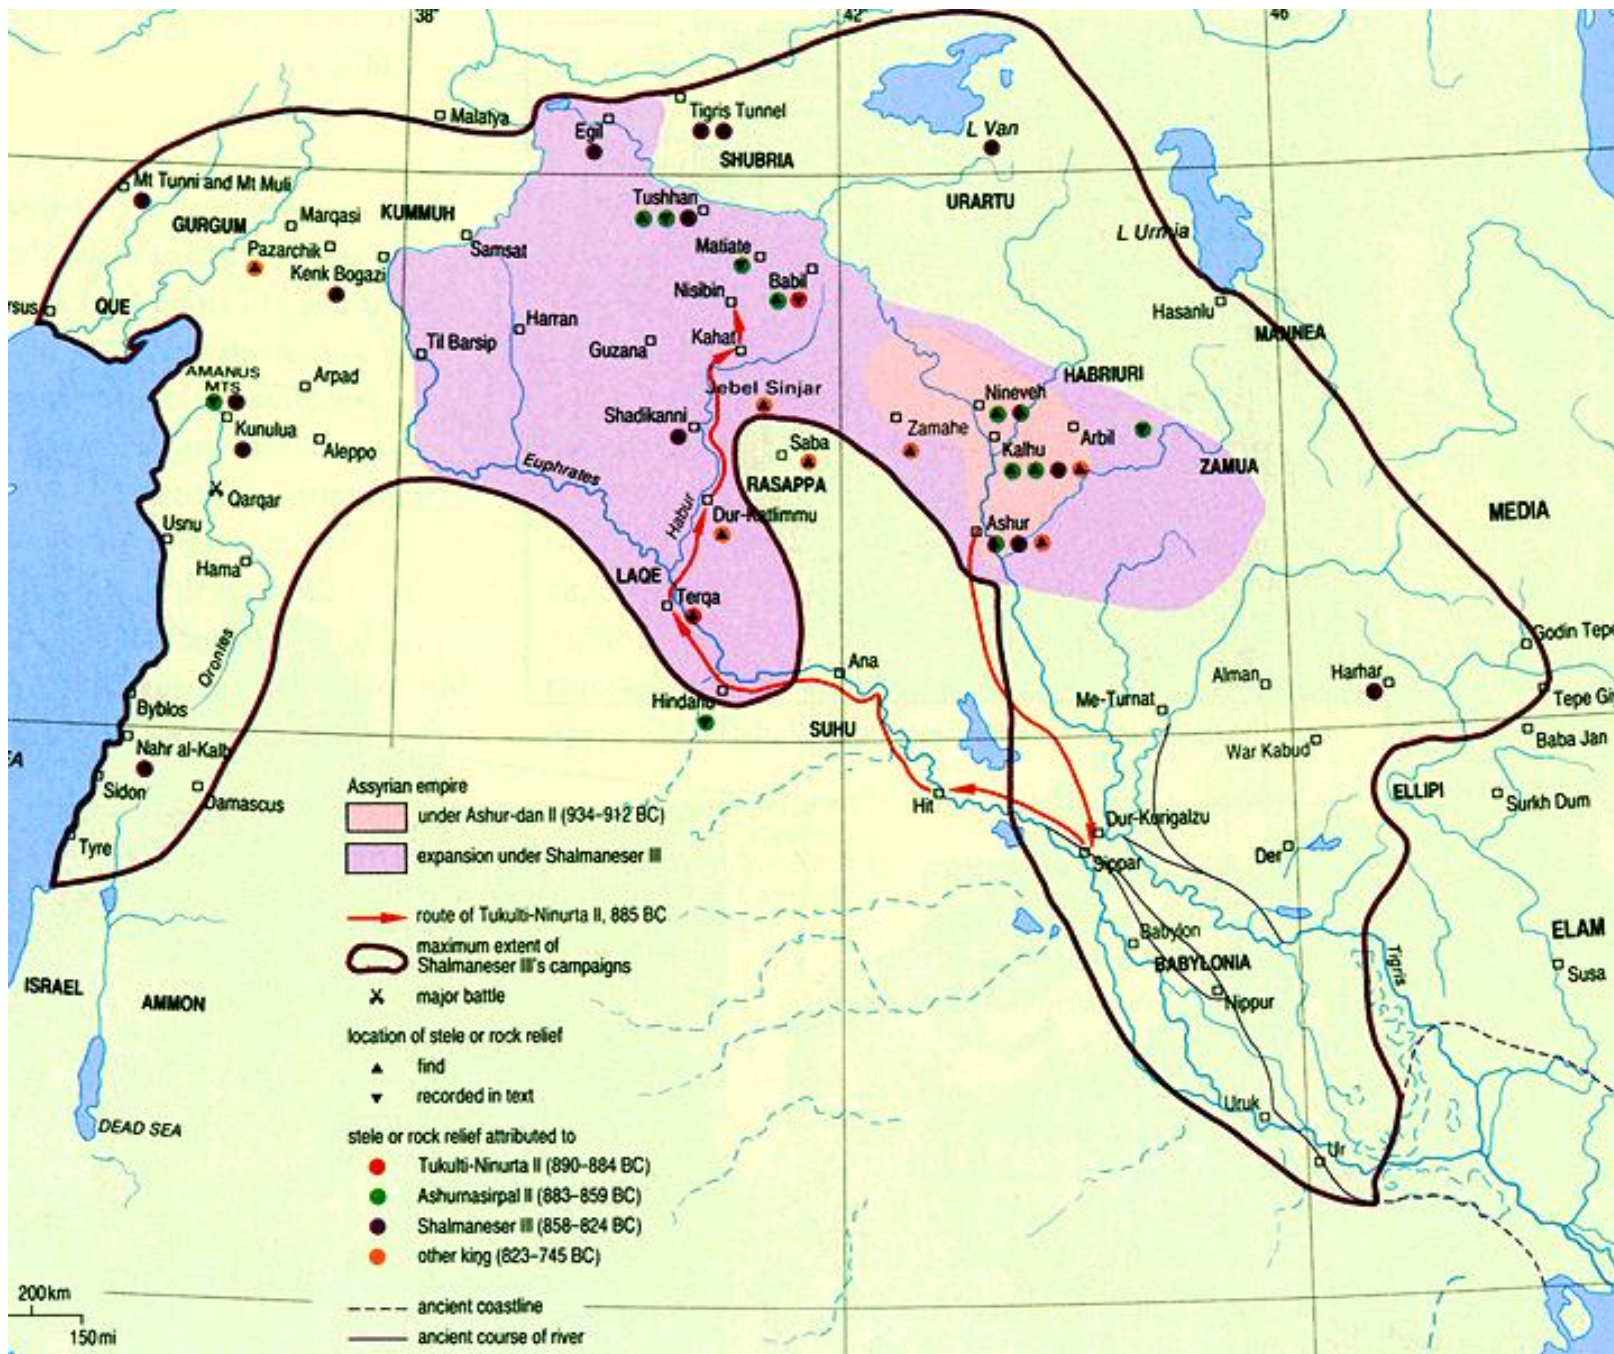 38°
42
46
Malatya
Egil
Tigris Tunnel
SHUBRIA
L Van
Mt Tunni and Mt Muli
GURGUM
Marqasi
KUMMUH
Tushhan
URARTU
Pazarchik
Kenk Bogazi
Samsat
Matiate
L Urmia
Babil
QUE
Nisibin
Hasanlu
MANNEA
Til Barsip
Harran
Guzana
Kahat
AMANUS
MTS
Arpad
Jebel Sinjar
HABRIURI
Nineveh
Kunulua
Aleppo
Shadikanni
Saba
Zamahe
Kalhu
Arbil
ZAMUA
Euphrates
RASAPPA
Qarqar
Habur
Dur-Katlimmu
Ashur
MEDIA
Usnu
Hama
LAQE
Terqa
Orontes
Ana
Godin Tepe
Alman
Harhar
Byblos
Hindanu
SUHU
Me-Turnat
Nahr al-Kalb
War Kabud
Baba Jan
Sidon
Damascus
Hit
ELLIPI
Surkh Dum
Tyre
Dur-Kurigalzu
Sippar
Der
Assyrian empire
under Ashur-dan II (934–912 BC)
expansion under Shalmaneser III
route of Tukulti-Ninurta II, 885 BC
maximum extent of
Shalmaneser III's campaigns
major battle
location of stele or rock relief
find
recorded in text
stele or rock relief attributed to
Tukulti-Ninurta II (890–884 BC)
Ashurnasirpal II (883–859 BC)
Shalmaneser III (858–824 BC)
other king (823–745 BC)
ancient coastline
ancient course of river
Babylon
BABYLONIA
Nippur
Tigris
ELAM
Susa
ISRAEL
AMMON
DEAD SEA
Uruk
Ur
200km
150mi